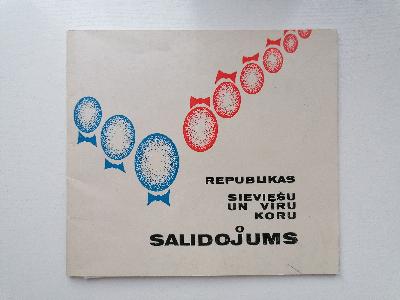 REPUBLIKAS
SIEVIEŠU
UN VĪRU
KORU
SALIDOJUMS